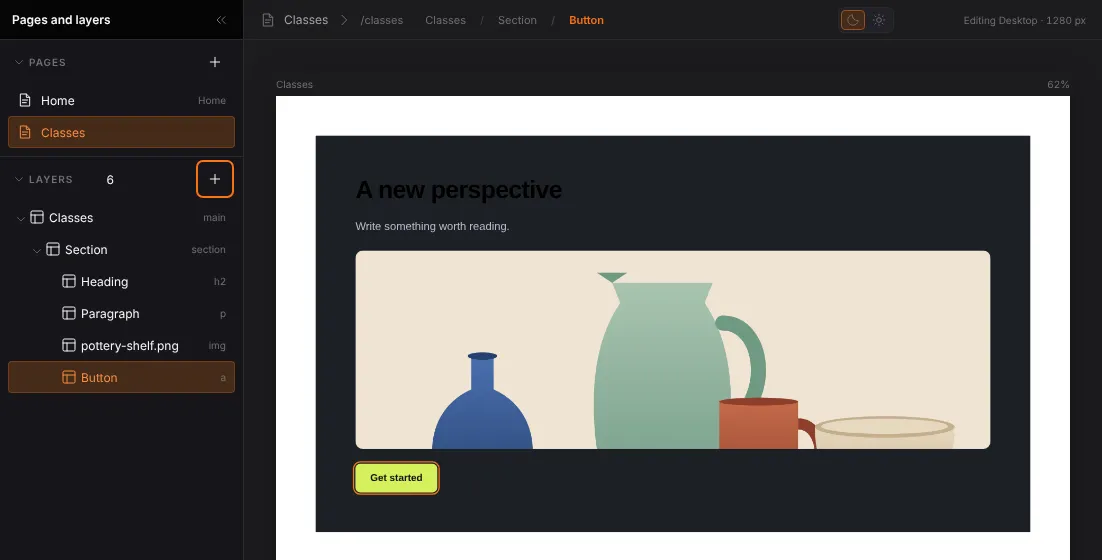 Pages and layers
Classes /classes Classes / Section / Button
Editing Desktop · 1280 px
PAGES
Home Home
Classes
LAYERS 6
Classes main
Section section
Heading h2
Paragraph p
pottery-shelf.png img
Button a
Classes 62%
A new perspective
Write something worth reading.
Get started